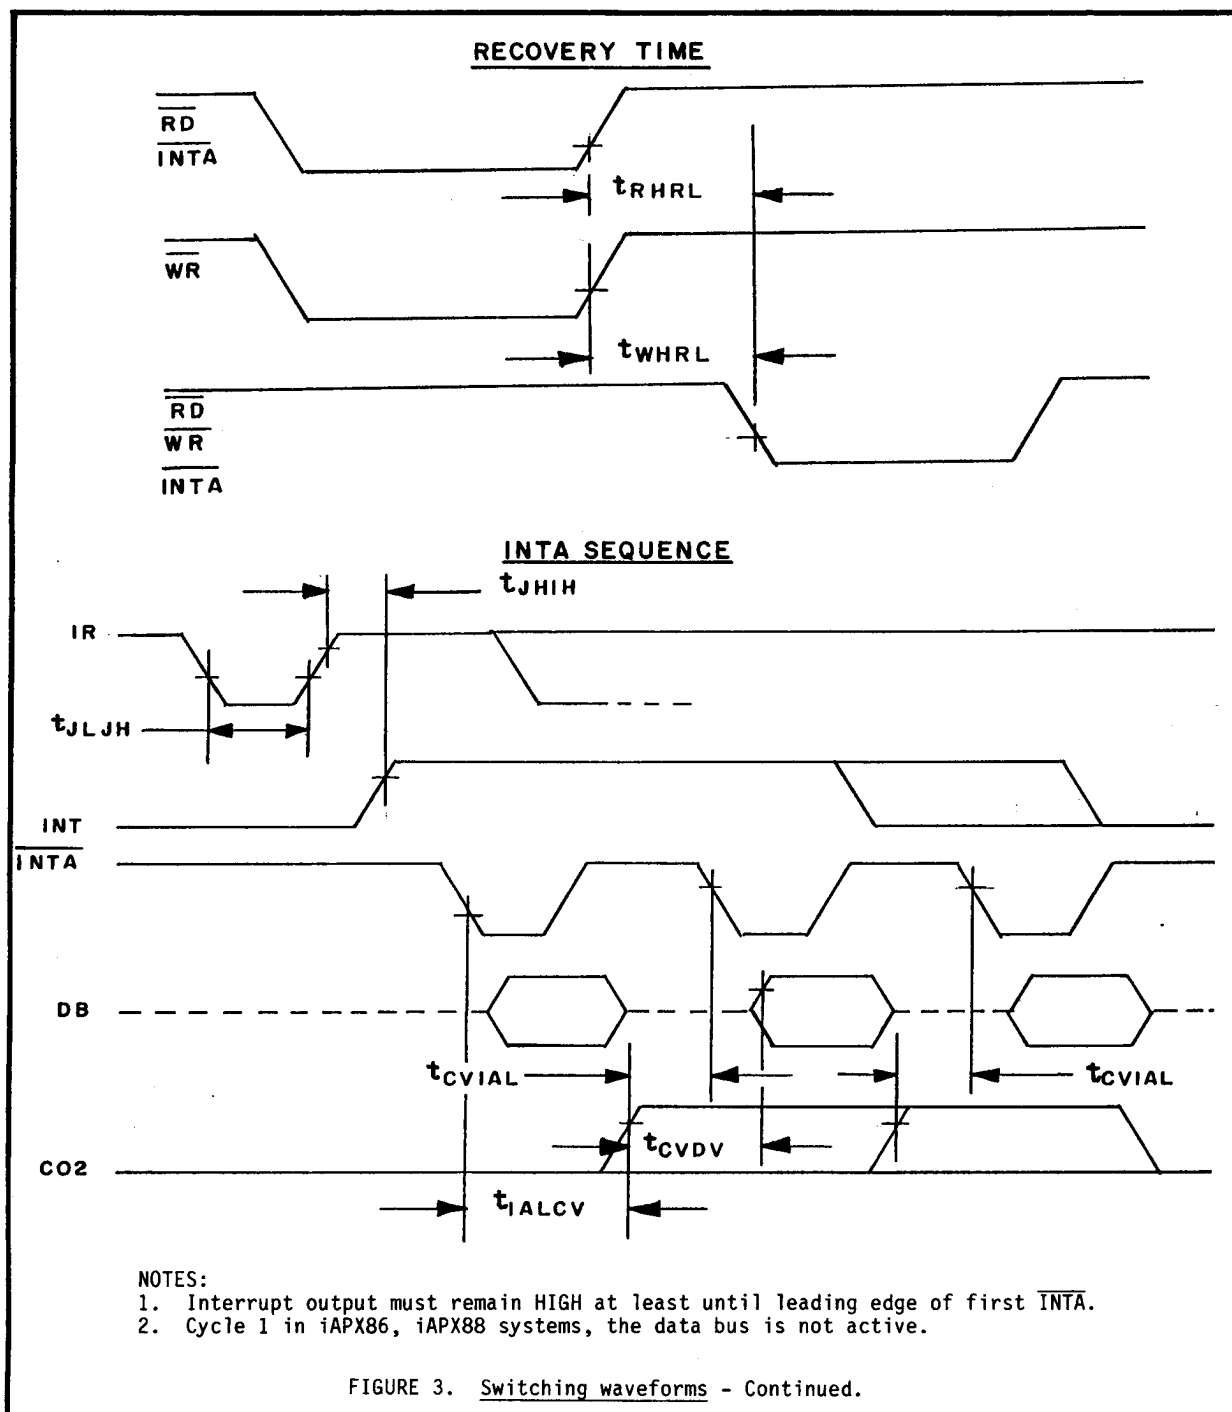 RECOVERY TIME
RD
INTA
tRHRL
WR
tWHRL
RD
WR
INTA
INTA SEQUENCE
tJHIH
IR
tJLJH
INT
INTA
DB
tCVIAL
tCVIAL
tCVDV
CO2
tIALCV
NOTES:
1. Interrupt output must remain HIGH at least until leading edge of first INTA.
2. Cycle 1 in iAPX86, iAPX88 systems, the data bus is not active.
FIGURE 3. Switching waveforms - Continued.